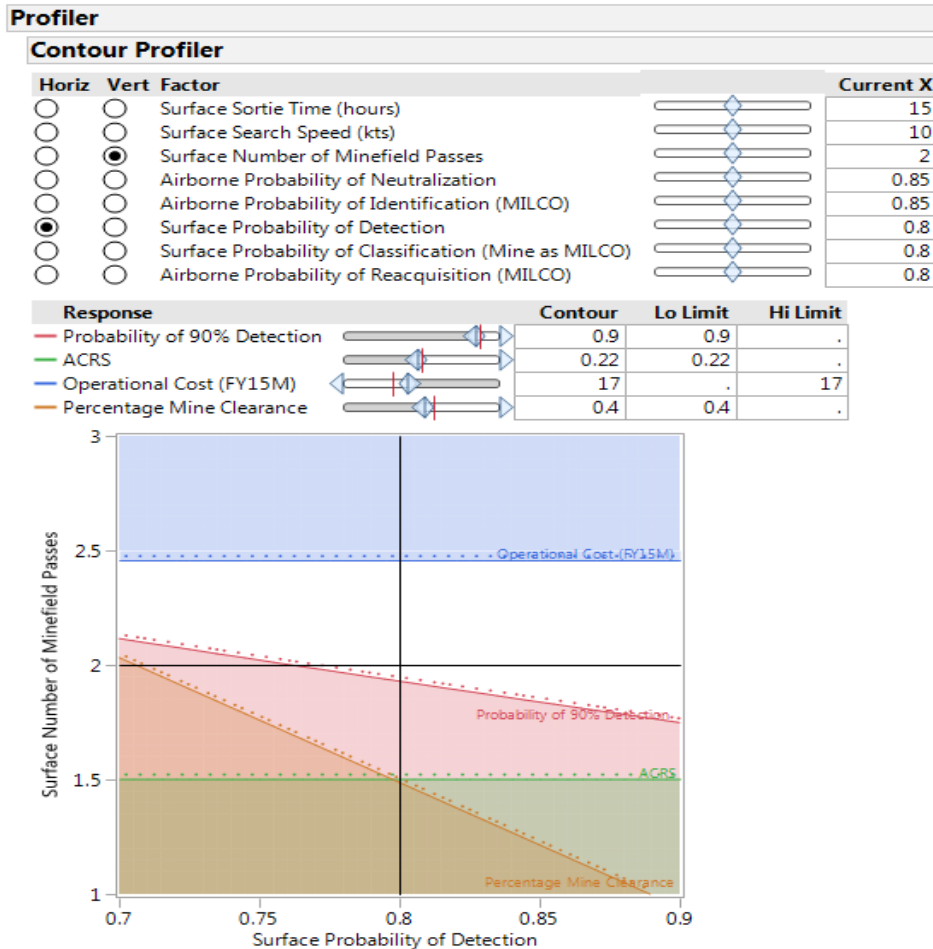 Profiler
Contour Profiler
Horiz Vert Factor Current X
Surface Sortie Time (hours) 15
Surface Search Speed (kts) 10
Surface Number of Minefield Passes 2
Airborne Probability of Neutralization 0.85
Airborne Probability of Identification (MILCO) 0.85
Surface Probability of Detection 0.8
Surface Probability of Classification (Mine as MILCO) 0.8
Airborne Probability of Reacquisition (MILCO) 0.8
Response Contour Lo Limit Hi Limit
Probability of 90% Detection 0.9 0.9 .
ACRS 0.22 0.22 .
Operational Cost (FY15M) 17 . 17
Percentage Mine Clearance 0.4 0.4 .
3
2.5
Operational Cost (FY15M)
Surface Number of Minefield Passes
2
Probability of 90% Detection
ACRS
1.5
Percentage Mine Clearance
1
0.7 0.75 0.8 0.85 0.9
Surface Probability of Detection